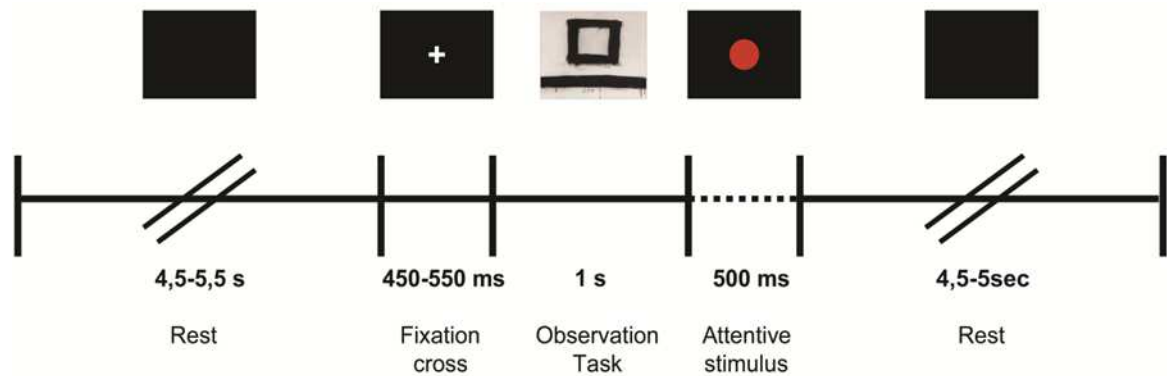 4,5-5,5 s
450-550 ms
1 s
500 ms
4,5-5sec
Rest
Fixation
cross
Observation
Task
Attentive
stimulus
Rest